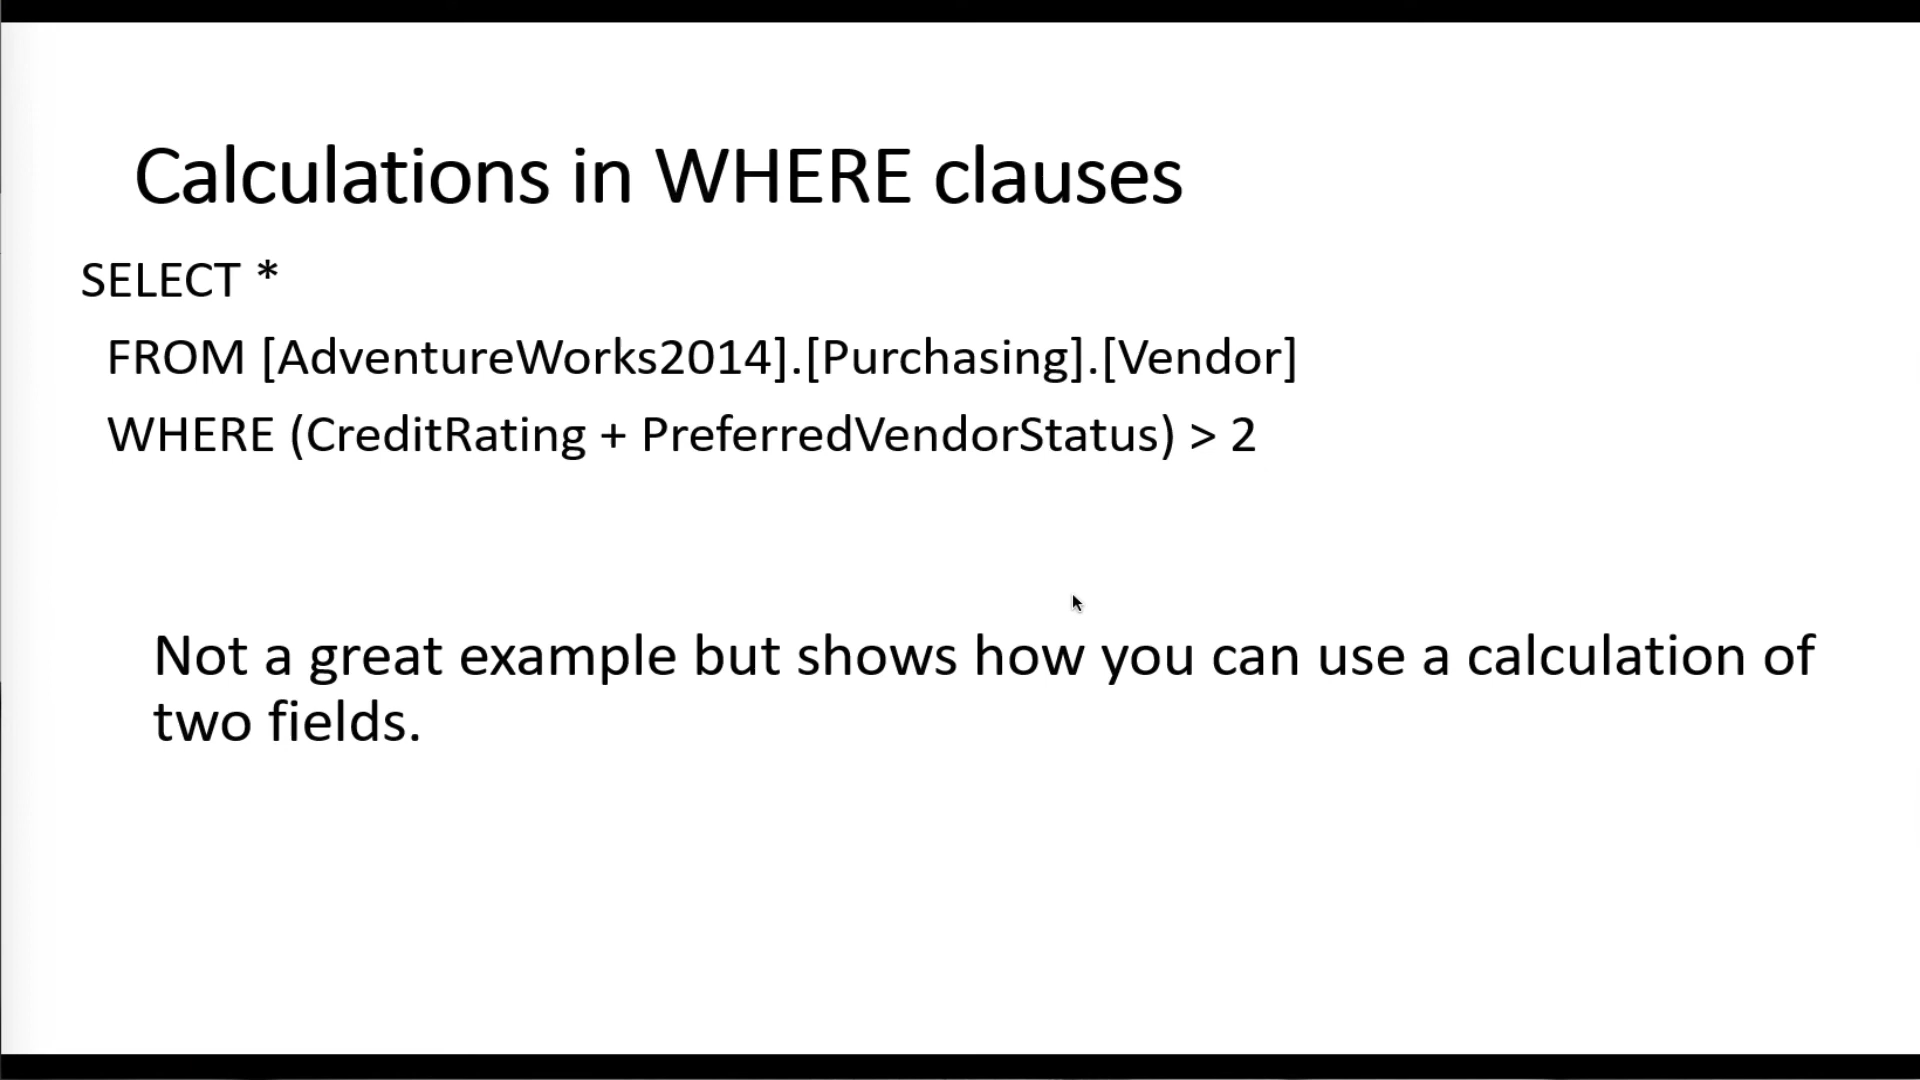 Calculations in WHERE clauses
SELECT *
FROM [AdventureWorks2014].[Purchasing].[Vendor]
WHERE (CreditRating + PreferredVendorStatus) > 2
Not a great example but shows how you can use a calculation of
two fields.